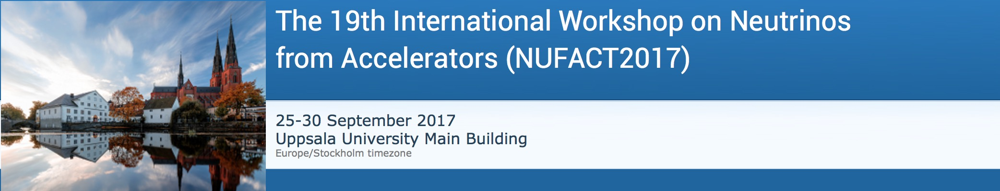 The 19th International Workshop on Neutrinos
from Accelerators (NUFACT2017)
25-30 September 2017
Uppsala University Main Building
Europe/Stockholm timezone